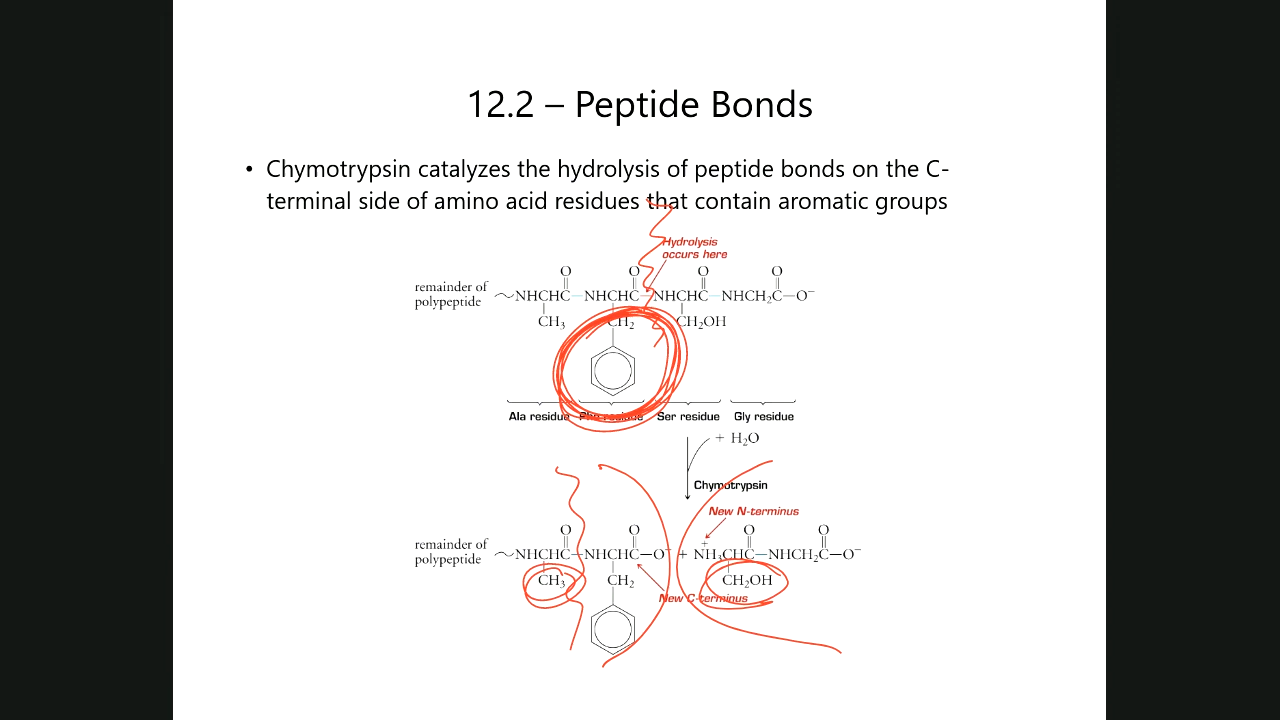 12.2 – Peptide Bonds
• Chymotrypsin catalyzes the hydrolysis of peptide bonds on the C-
terminal side of amino acid residues that contain aromatic groups
Hydrolysis
occurs here
O O O O
remainder of
polypeptide
NHCHC—NHCHC—NHCHC—NHCH₂C—O⁻
CH₃ CH₂ CH₂OH
Ala residue Phe residue Ser residue Gly residue
+ H₂O
Chymotrypsin
New N-terminus
O O O O
remainder of
polypeptide
NHCHC—NHCHC—O⁻ + N⁺H₃CHC—NHCH₂C—O⁻
CH₃ CH₂ CH₂OH
New C-terminus